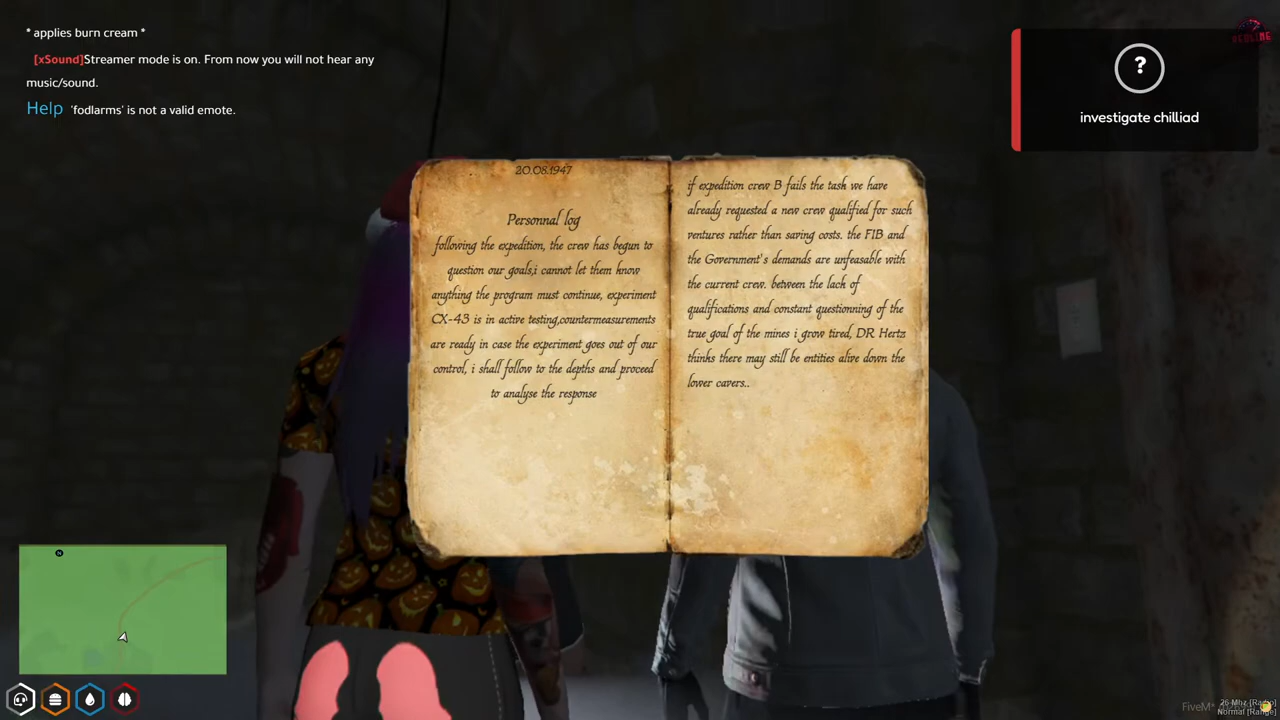 * applies burn cream *
[xSound]Streamer mode is on. From now you will not hear any
music/sound.
Help 'fodlarms' is not a valid emote.
?
investigate chilliad
20.08.1947
Personnal log
following the expedition, the crew has begun to
question our goals,i cannot let them know
anything the program must continue, experiment
CX-43 is in active testing,countermeasurements
are ready in case the experiment goes out of our
control, i shall follow to the depths and proceed
to analyse the response
if expedition crew B fails the task we have
already requested a new crew qualified for such
ventures rather than saving costs. the FIB and
the Government's demands are unfeasable with
the current crew. between the lack of
qualifications and constant questionning of the
true goal of the mines i grow tired, DR Hertz
thinks there may still be entities alive down the
lower cavers..
N
26 Mhz [Radio]
FiveM*
Normal [Range]